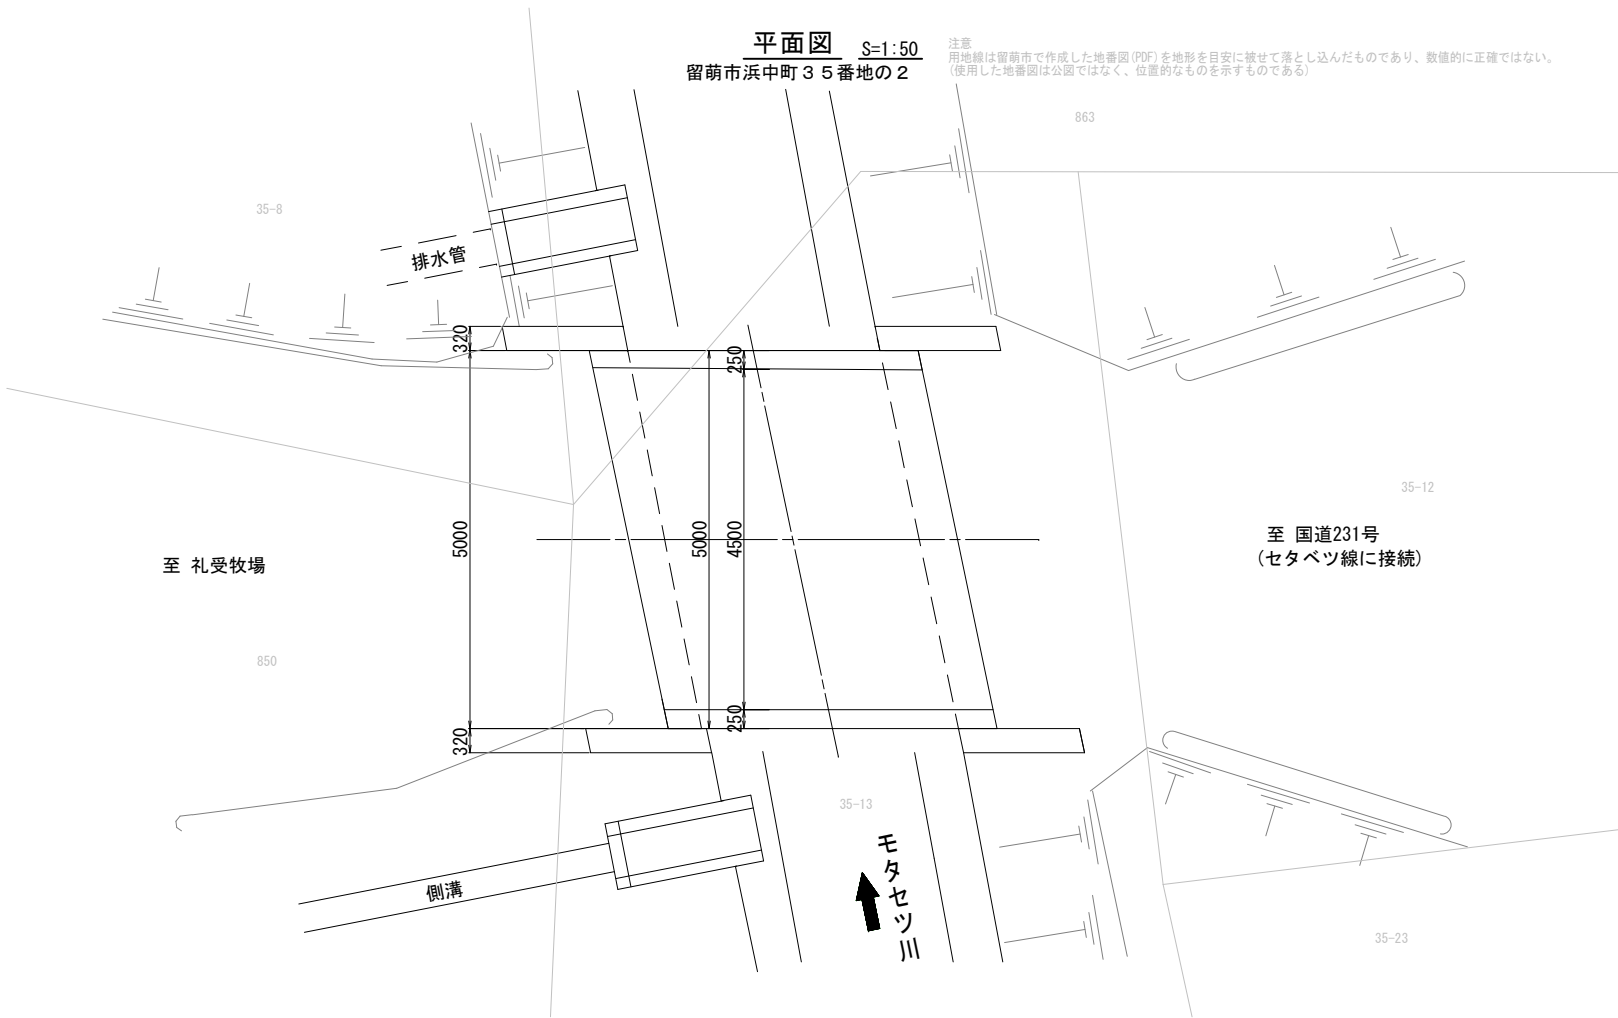 平面図 S=1:50
留萌市浜中町３５番地の２
注意
用地線は留萌市で作成した地番図(PDF)を地形を目安に被せて落とし込んだものであり、数値的に正確ではない。
(使用した地番図は公図ではなく、位置的なものを示すものである)
863
35-8
排水管
320
250
5000
5000
4500
35-12
至 国道231号
(セタベツ線に接続)
至 礼受牧場
850
250
320
35-13
モタセツ川
側溝
35-23